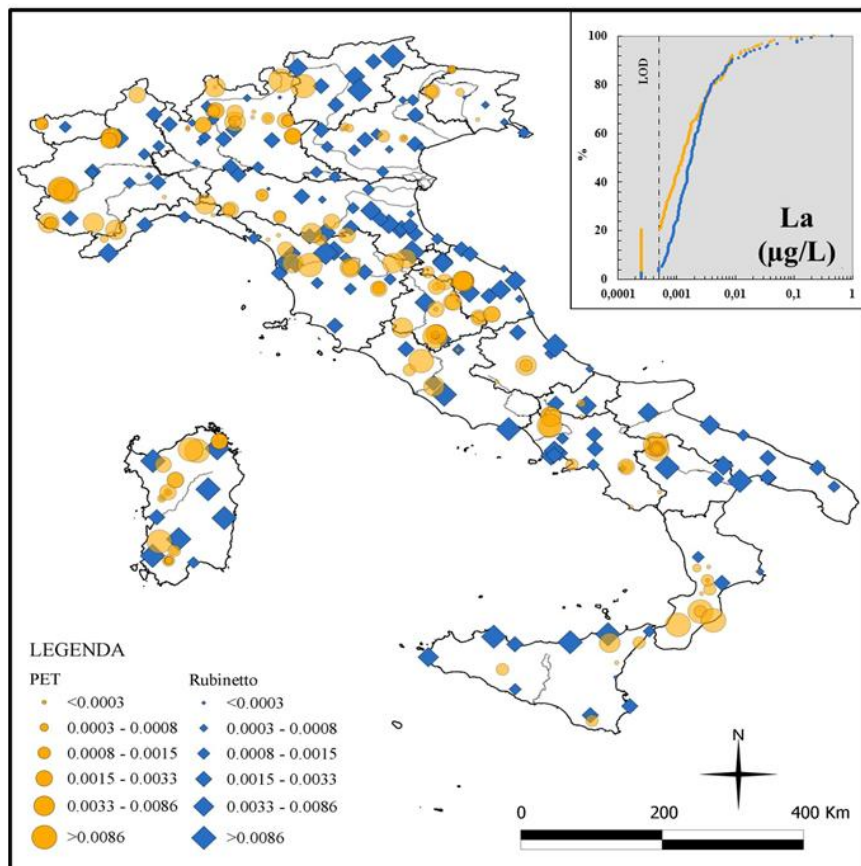 100
80
60
40
20
0
%
LOD
La
(µg/L)
0,0001 0,001 0,01 0,1 1
LEGENDA
PET Rubinetto
<0.0003 <0.0003
0.0003 - 0.0008 0.0003 - 0.0008
0.0008 - 0.0015 0.0008 - 0.0015
0.0015 - 0.0033 0.0015 - 0.0033
0.0033 - 0.0086 0.0033 - 0.0086
>0.0086 >0.0086
N
0 200 400 Km